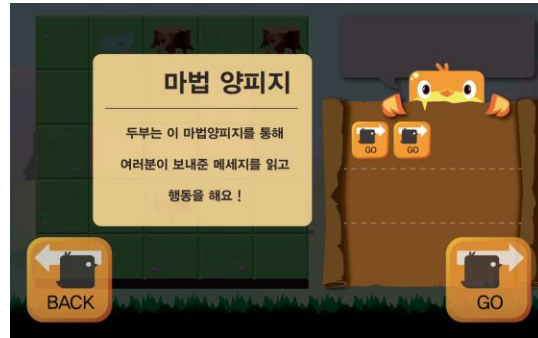 마법 양피지
두부는 이 마법양피지를 통해
여러분이 보내준 메세지를 읽고
행동을 해요 !
GO GO
BACK
GO